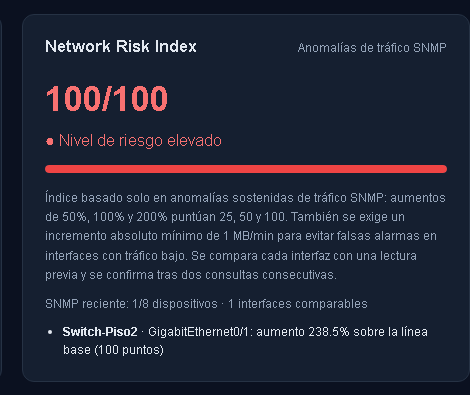 Network Risk Index
Anomalías de tráfico SNMP
100/100
● Nivel de riesgo elevado
Índice basado solo en anomalías sostenidas de tráfico SNMP: aumentos
de 50%, 100% y 200% puntúan 25, 50 y 100. También se exige un
incremento absoluto mínimo de 1 MB/min para evitar falsas alarmas en
interfaces con tráfico bajo. Se compara cada interfaz con una lectura
previa y se confirma tras dos consultas consecutivas.
SNMP reciente: 1/8 dispositivos · 1 interfaces comparables
• Switch-Piso2 · GigabitEthernet0/1: aumento 238.5% sobre la línea
base (100 puntos)